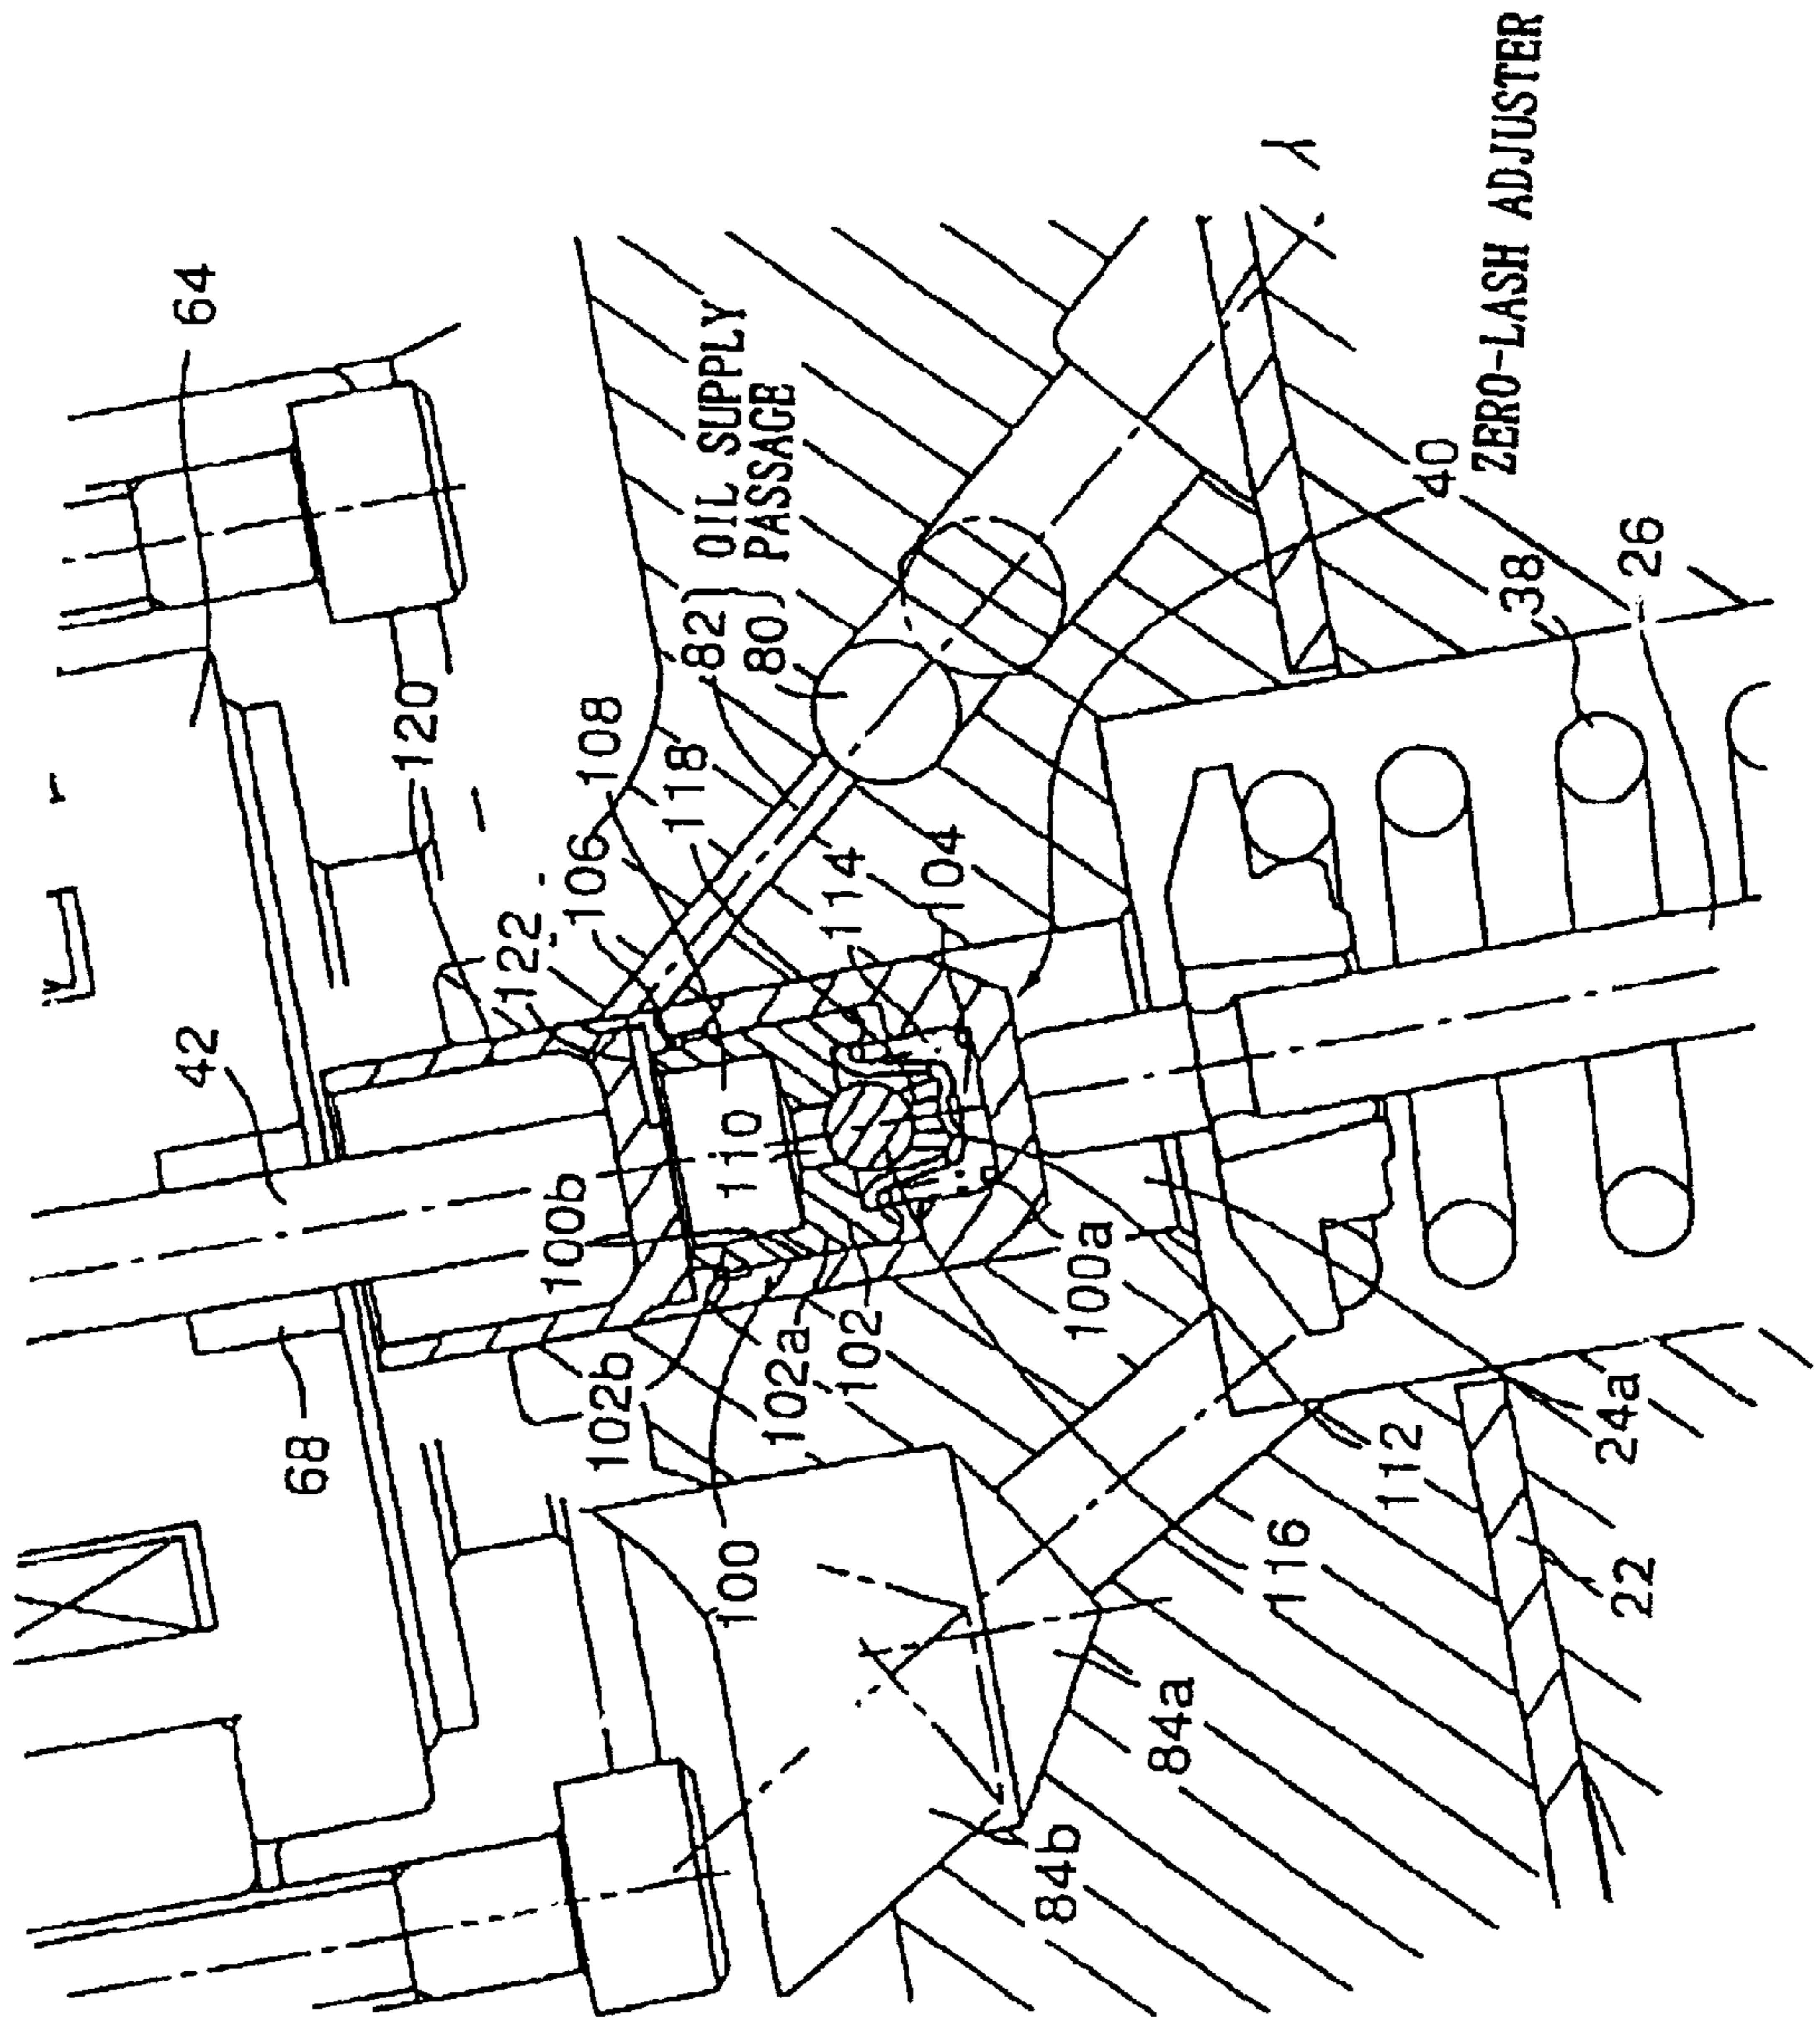 64
120
42
122
106
108
118
82) OIL SUPPLY
80) PASSAGE
114
104
40
ZERO-LASH ADJUSTER
38
26
110
100b
68
102b
102a
102
100a
100
112
24a
116
22
84a
84b